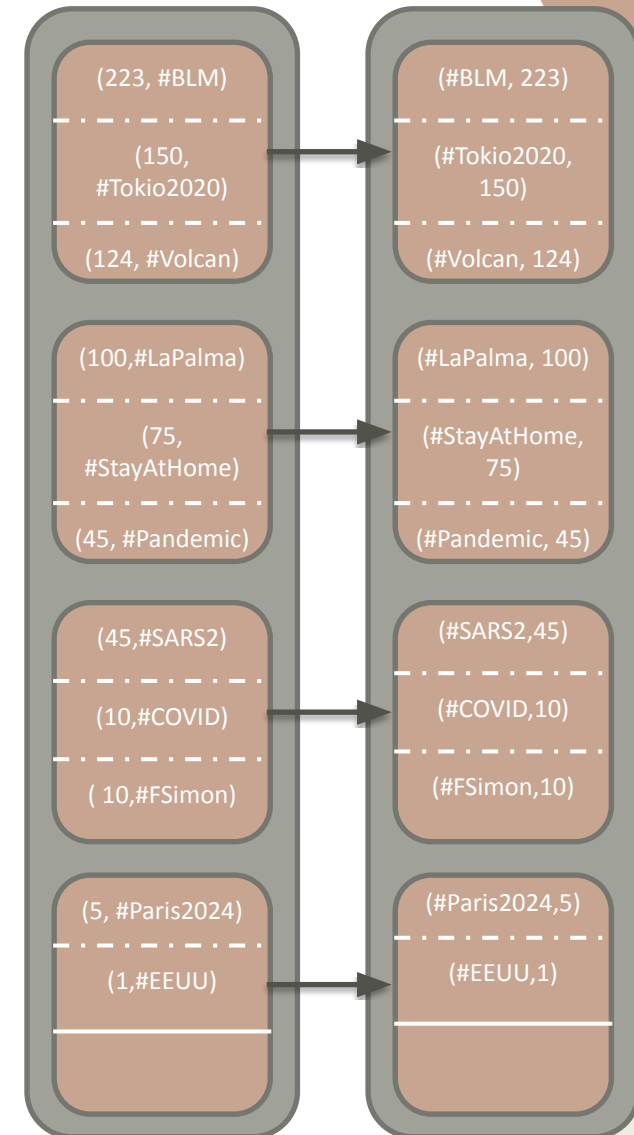 (223, #BLM)
(150,
#Tokio2020)
(124, #Volcan)
(100,#LaPalma)
(75,
#StayAtHome)
(45, #Pandemic)
(45,#SARS2)
(10,#COVID)
( 10,#FSimon)
(5, #Paris2024)
(1,#EEUU)
(#BLM, 223)
(#Tokio2020,
150)
(#Volcan, 124)
(#LaPalma, 100)
(#StayAtHome,
75)
(#Pandemic, 45)
(#SARS2,45)
(#COVID,10)
(#FSimon,10)
(#Paris2024,5)
(#EEUU,1)